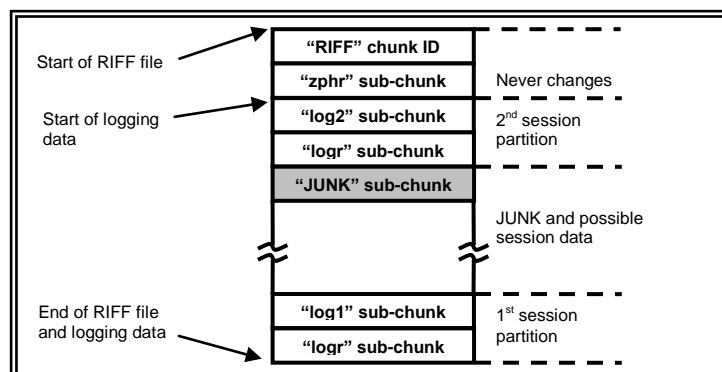 Start of RIFF file
“RIFF” chunk ID
“zphr” sub-chunk
Never changes
Start of logging
data
“log2” sub-chunk
“logr” sub-chunk
2nd session
partition
“JUNK” sub-chunk
JUNK and possible
session data
End of RIFF file
and logging data
“log1” sub-chunk
“logr” sub-chunk
1st session
partition